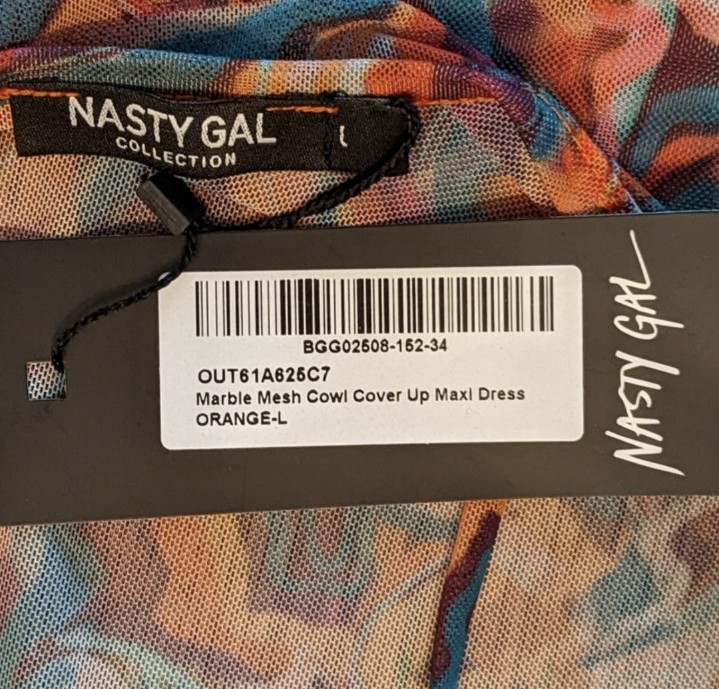 NASTY GAL
COLLECTION
L
BGG02508-152-34
OUT61A625C7
Marble Mesh Cowl Cover Up Maxi Dress
ORANGE-L
NASTY GAL